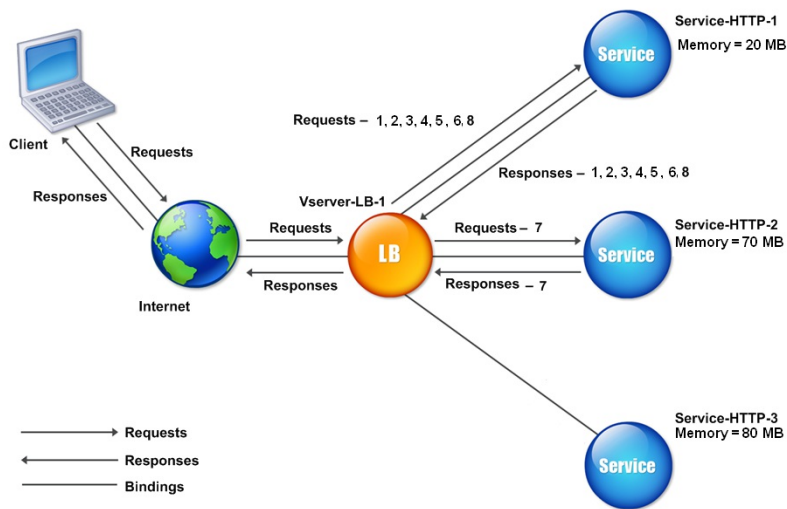 Service-HTTP-1
Memory = 20 MB
Service
Client
Requests
Responses
Requests – 1, 2, 3, 4, 5 , 6, 8
Responses – 1, 2, 3, 4, 5 , 6, 8
Vserver-LB-1
LB
Requests
Responses
Internet
Requests – 7
Responses – 7
Service-HTTP-2
Memory = 70 MB
Service
Service-HTTP-3
Memory = 80 MB
Service
Requests
Responses
Bindings